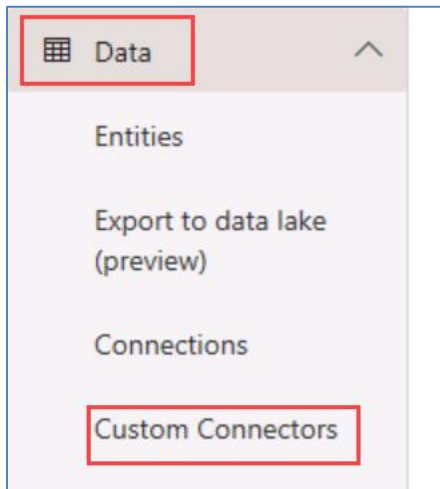 Data
Entities
Export to data lake
(preview)
Connections
Custom Connectors